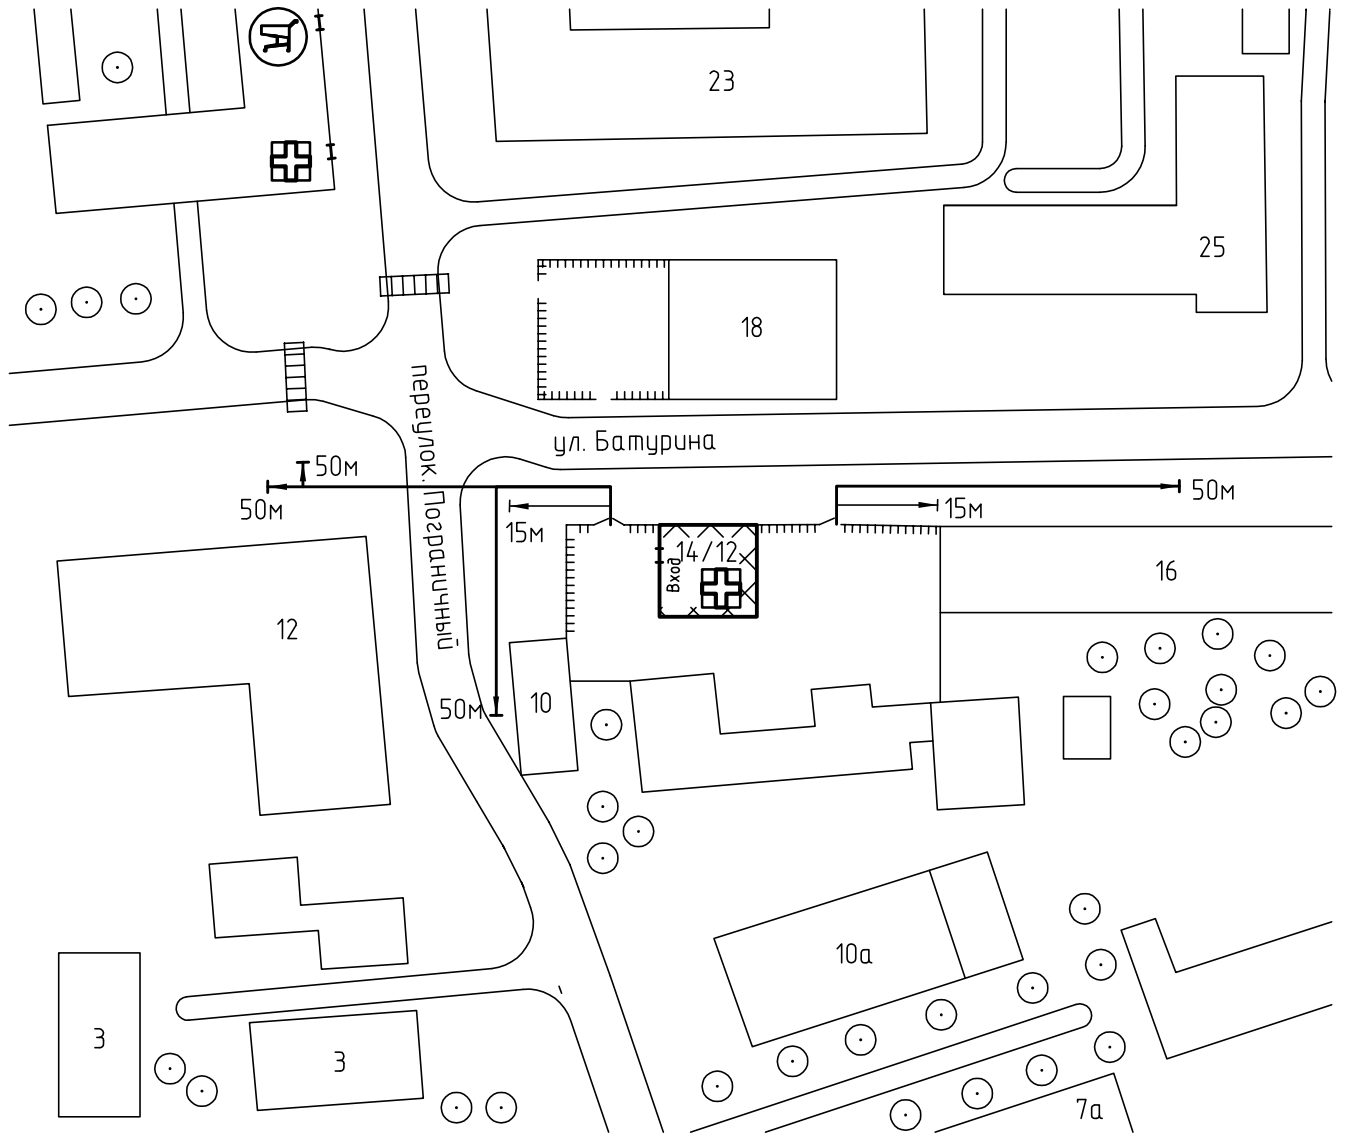 23
25
18
переулок. Пограничный
ул. Батурина
50м
50м
50м
15м
15м
14/12
Вход
16
12
10
50м
10а
3
3
7а